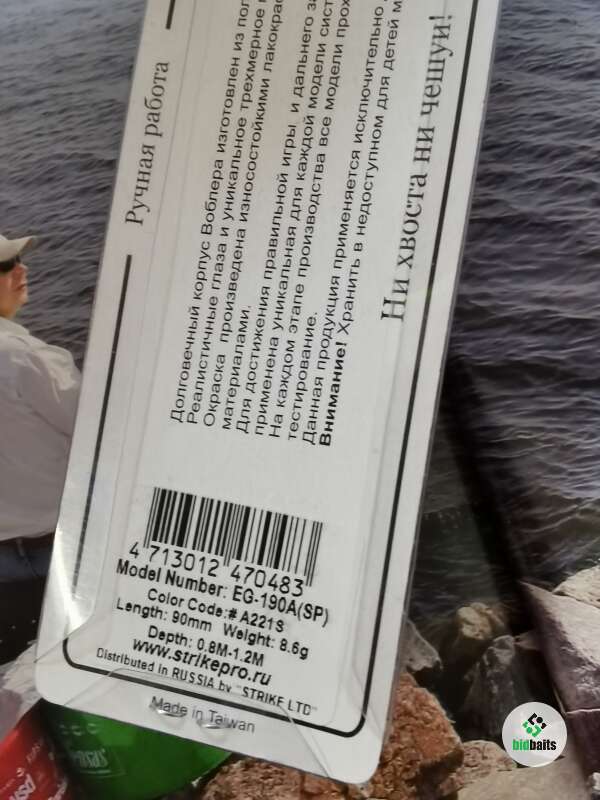 Ручная работа
Долговечный корпус Воблера изготовлен из
Реалистичные глаза и уникальное трехмерное
Окраска произведена износостойкими
материалами.
Для достижения правильной игры и дальнего
применена уникальная для каждой модели
На каждом этапе производства все модели
тестирование.
Данная продукция применяется исключительно
Внимание! Хранить в недоступном для детей
Ни хвоста ни чешуи!
4 713012 470483
Model Number: EG-190A(SP)
Color Code:# A221S
Length: 90mm Weight: 8.6g
Depth: 0.8M-1.2M
www.strikepro.ru
Distributed in RUSSIA by "STRIKE LTD"
Made in Taiwan
bidbaits